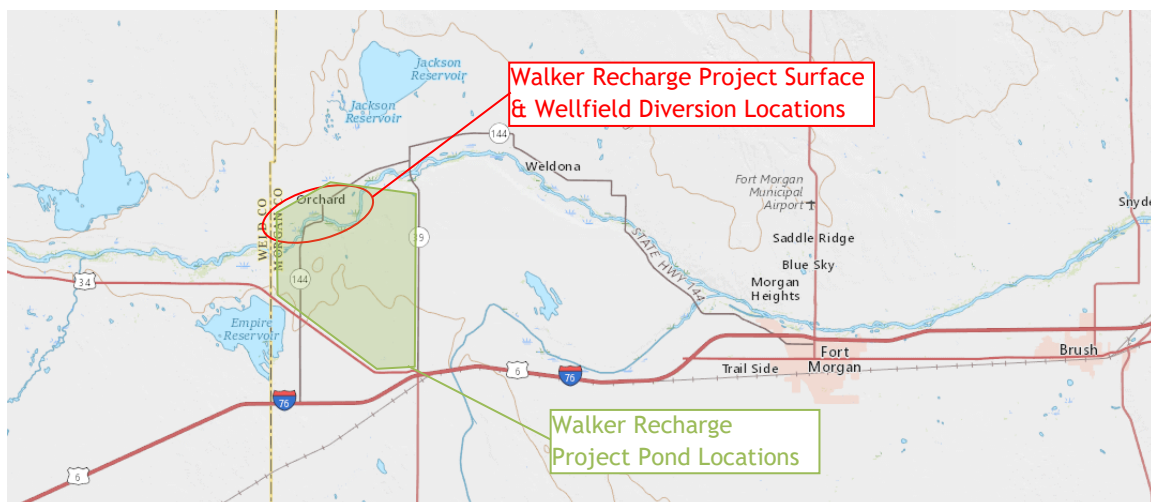 Jackson
Reservoir
Jackson
Reservoir
Walker Recharge Project Surface
& Wellfield Diversion Locations
144
Weldona
Fort Morgan
Municipal
Airport
Orchard
WELD CO
MORGAN CO
39
Snyde
Saddle Ridge
STATE HWY 144
Blue Sky
34
144
Morgan
Heights
Empire
Reservoir
Fort
Morgan
Brush
6
76
Trail Side
76
Walker Recharge
Project Pond Locations
6